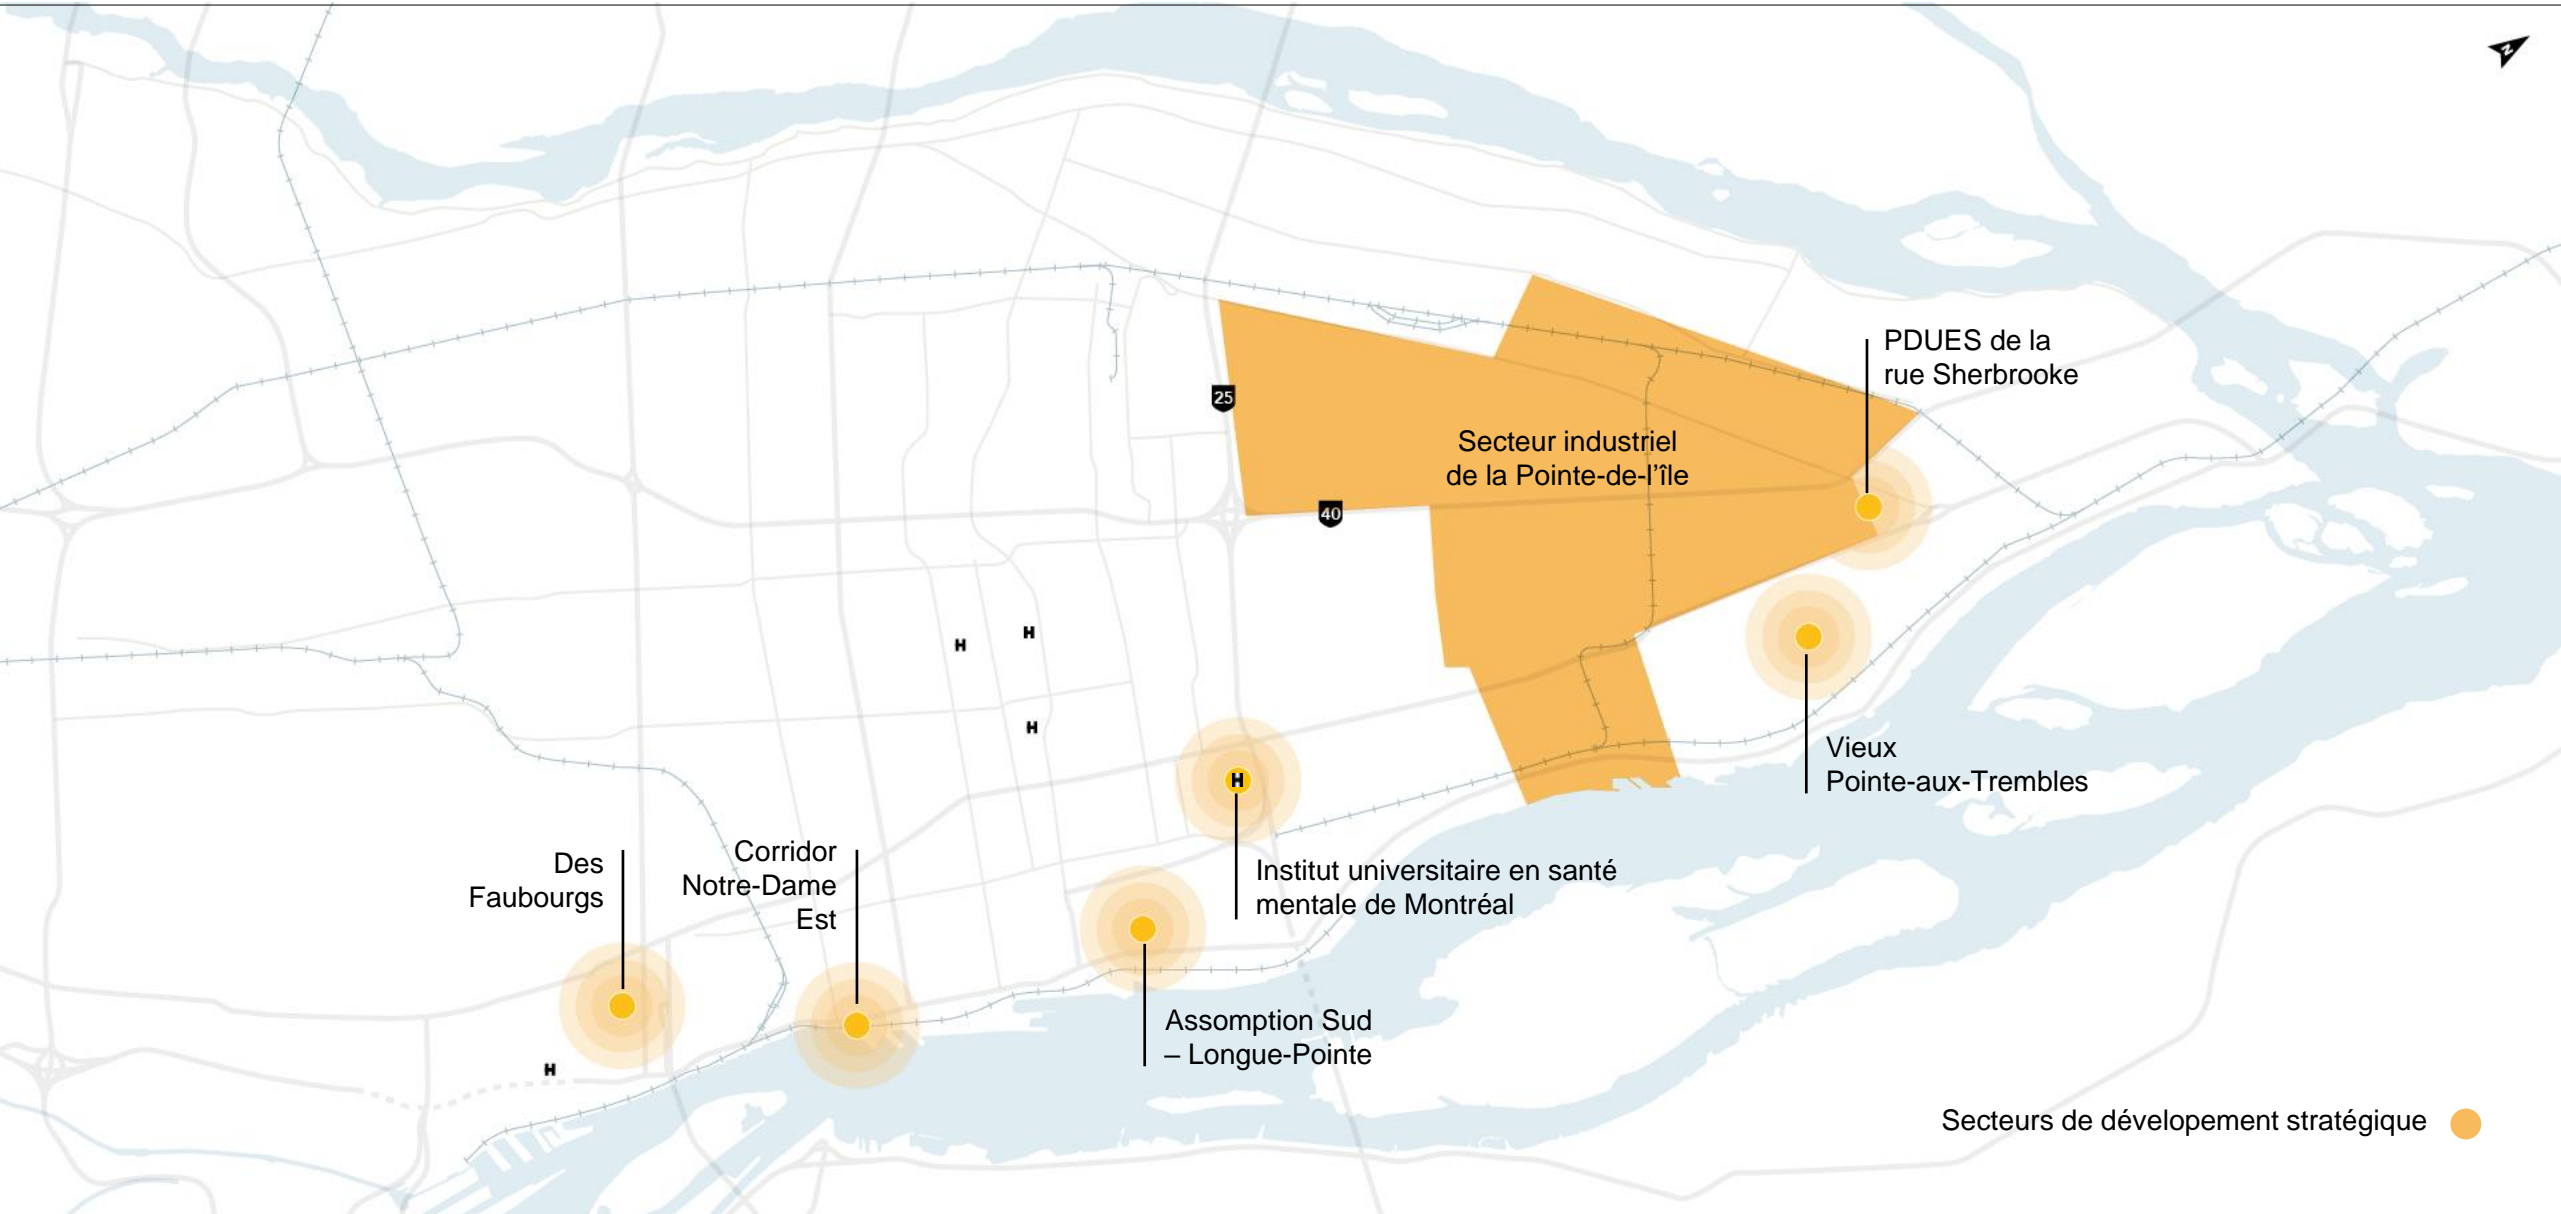 N
PDUES de la
rue Sherbrooke
25
Secteur industriel
de la Pointe-de-l’île
40
H
H
H
H
Vieux
Pointe-aux-Trembles
Des
Faubourgs
Corridor
Notre-Dame
Est
Institut universitaire en santé
mentale de Montréal
Assomption Sud
– Longue-Pointe
H
Secteurs de dévelopement stratégique